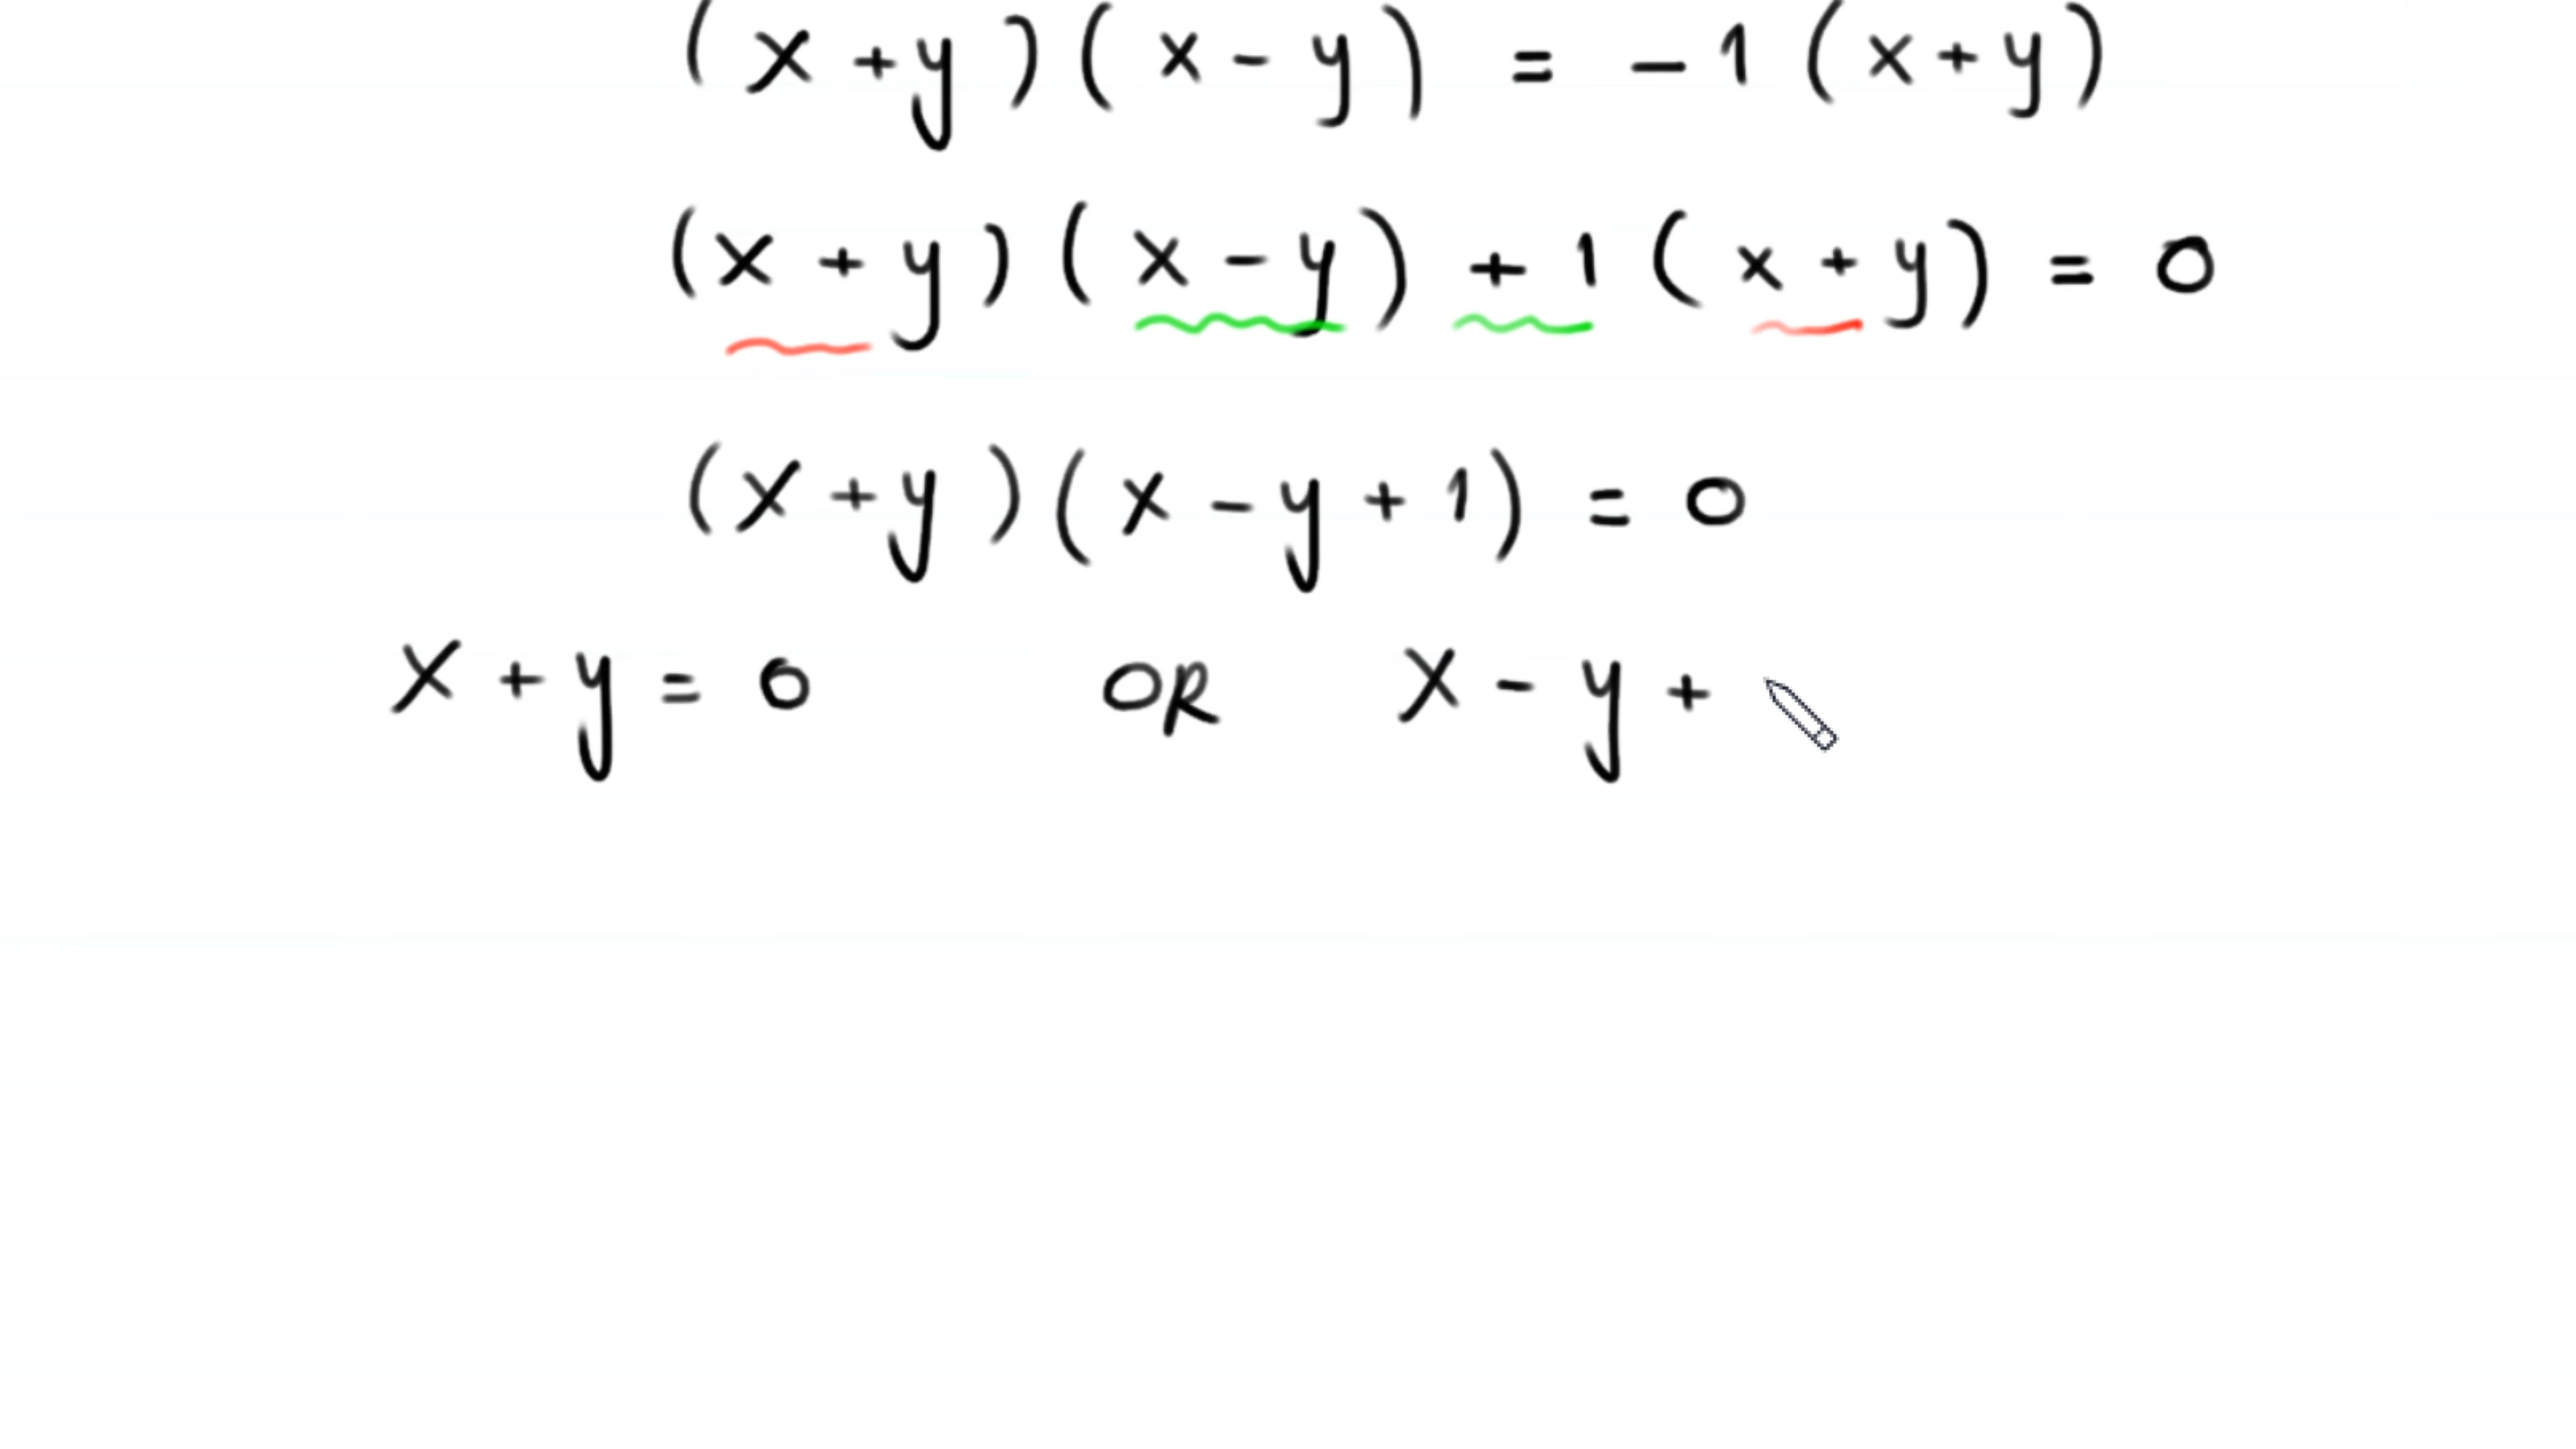 (x + y)(x - y) = - 1 (x + y)
(x + y)(x - y) + 1 (x + y) = 0
(x + y)(x - y + 1) = 0
x + y = 0 OR x - y +